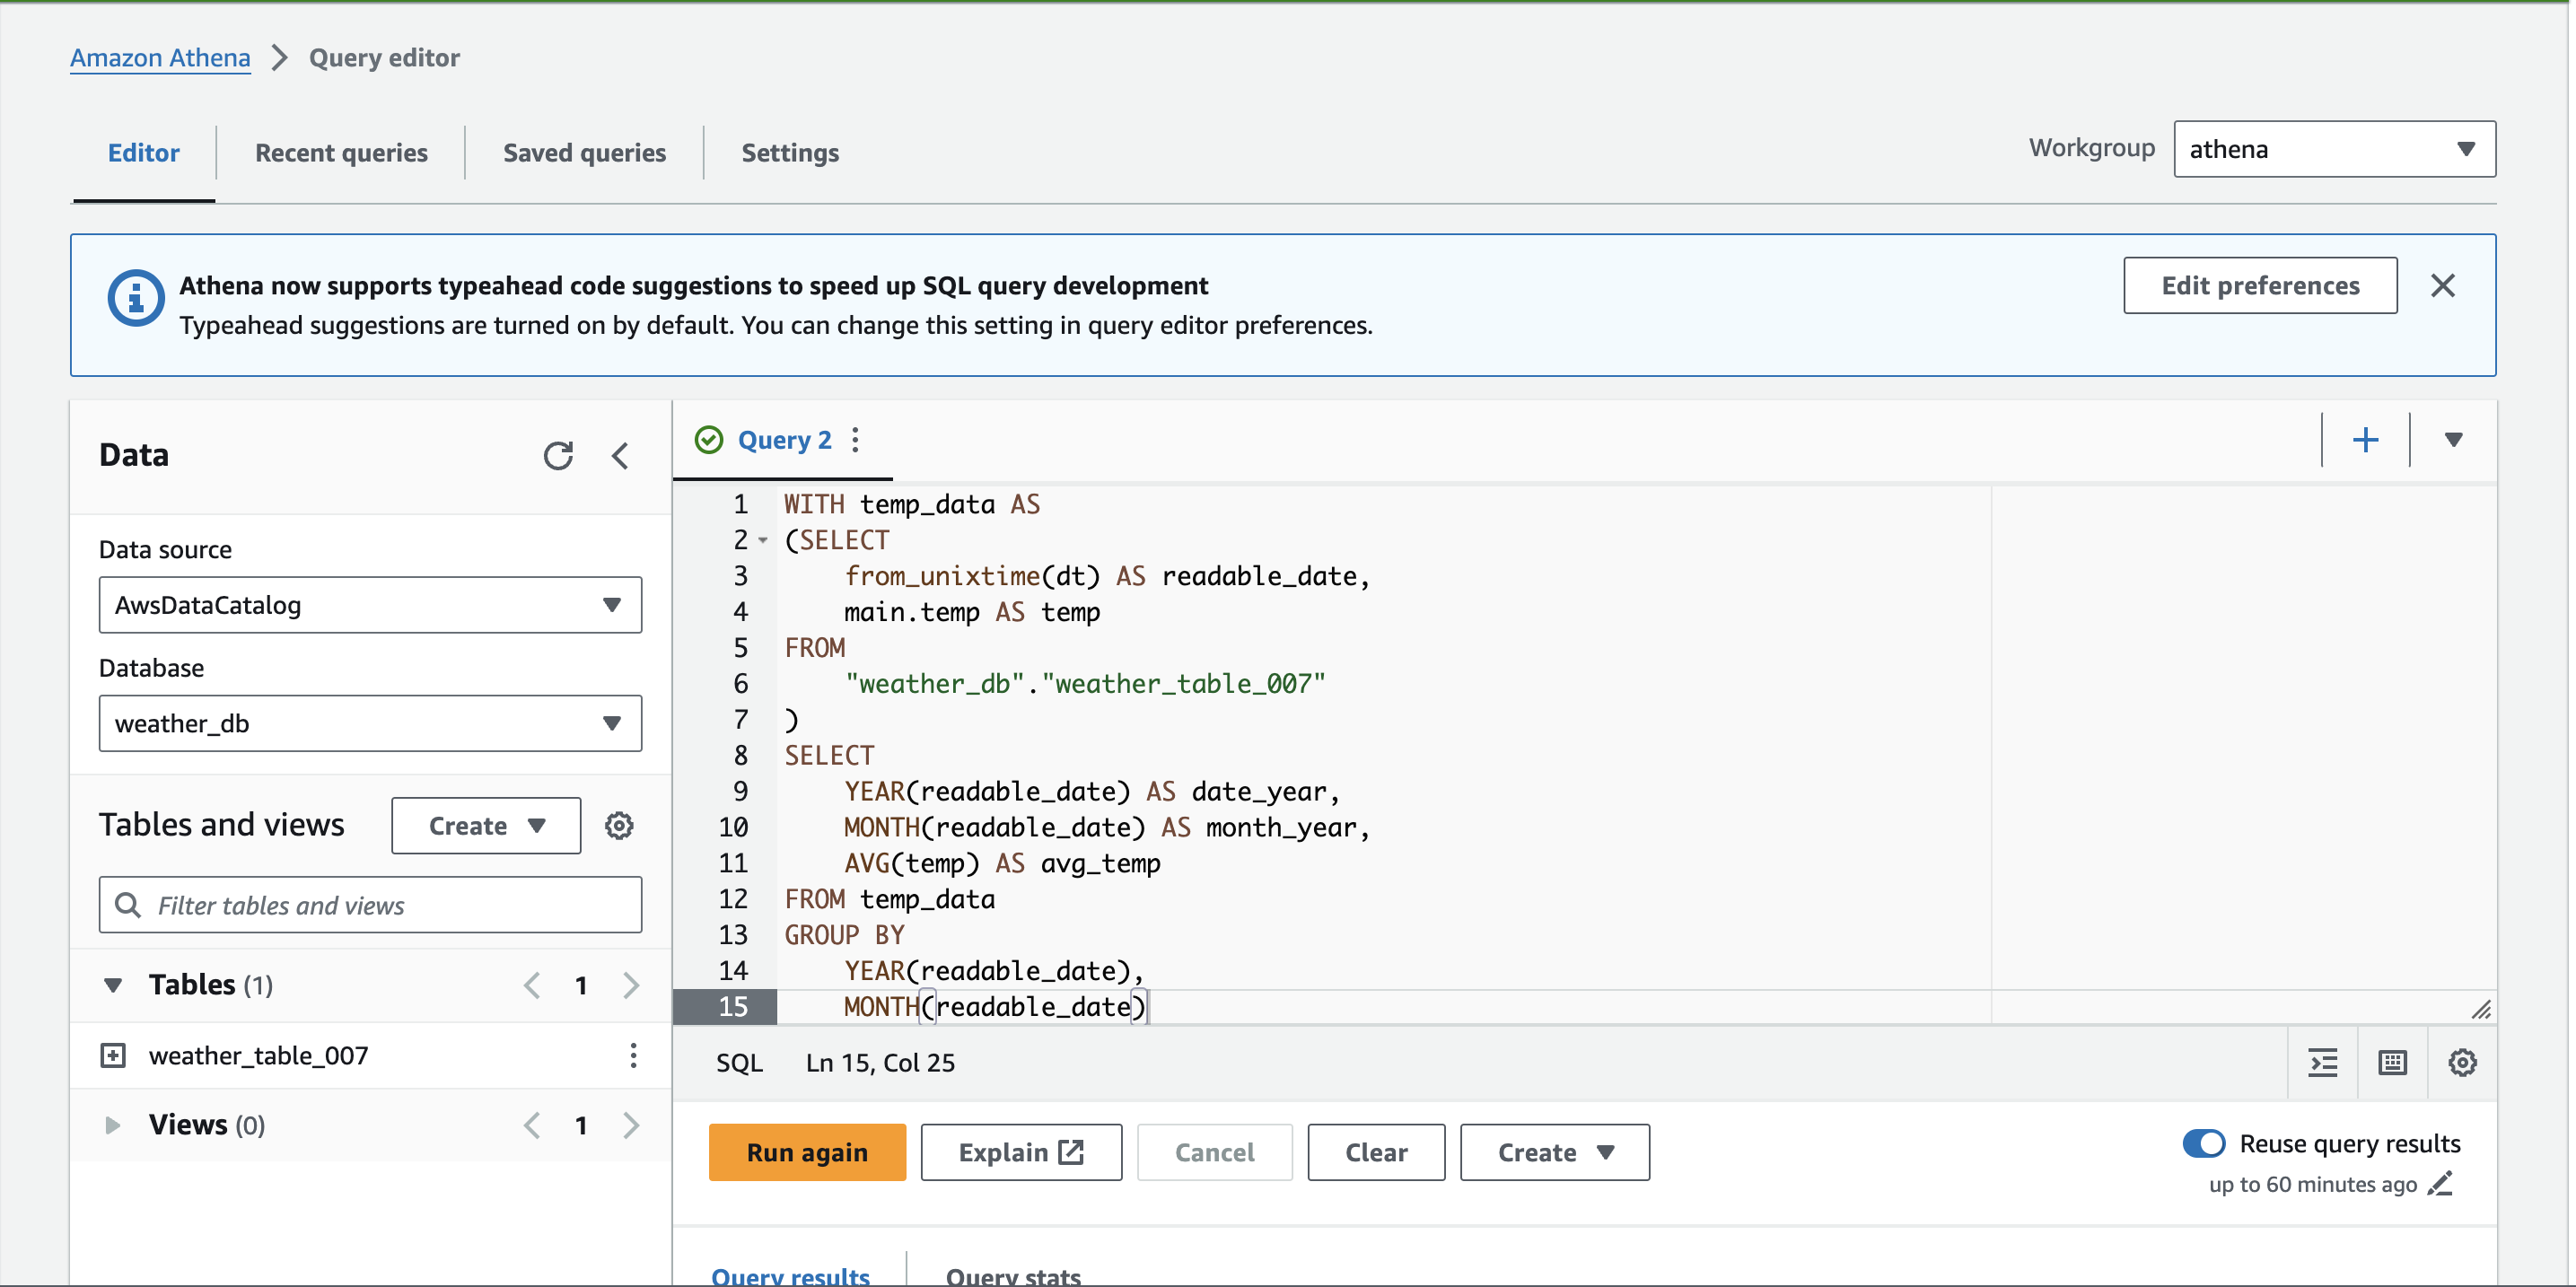 Amazon Athena > Query editor
Editor Recent queries Saved queries Settings
Workgroup athena
Athena now supports typeahead code suggestions to speed up SQL query development
Typeahead suggestions are turned on by default. You can change this setting in query editor preferences.
Edit preferences
Data
Data source
AwsDataCatalog
Database
weather_db
Tables and views Create
Filter tables and views
Tables (1) < 1 >
weather_table_007
Views (0) < 1 >
Query 2
1 WITH temp_data AS
2 (SELECT
3 from_unixtime(dt) AS readable_date,
4 main.temp AS temp
5 FROM
6 "weather_db"."weather_table_007"
7 )
8 SELECT
9 YEAR(readable_date) AS date_year,
10 MONTH(readable_date) AS month_year,
11 AVG(temp) AS avg_temp
12 FROM temp_data
13 GROUP BY
14 YEAR(readable_date),
15 MONTH(readable_date)
SQL Ln 15, Col 25
Run again Explain Cancel Clear Create
Reuse query results
up to 60 minutes ago
Query results Query stats